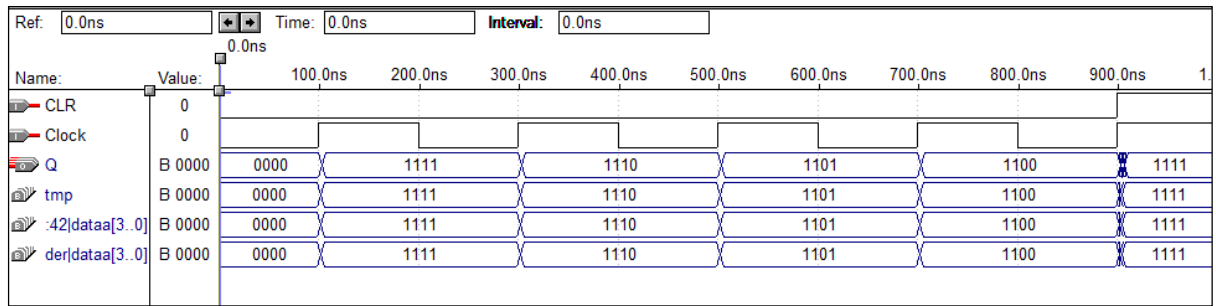 Ref: 0.0ns Time: 0.0ns Interval: 0.0ns
0.0ns
Name: Value: 100.0ns 200.0ns 300.0ns 400.0ns 500.0ns 600.0ns 700.0ns 800.0ns 900.0ns 1.
CLR 0
Clock 0
Q B 0000 0000 1111 1110 1101 1100 1111
tmp B 0000 0000 1111 1110 1101 1100 1111
:42|dataa[3..0] B 0000 0000 1111 1110 1101 1100 1111
der|dataa[3..0] B 0000 0000 1111 1110 1101 1100 1111